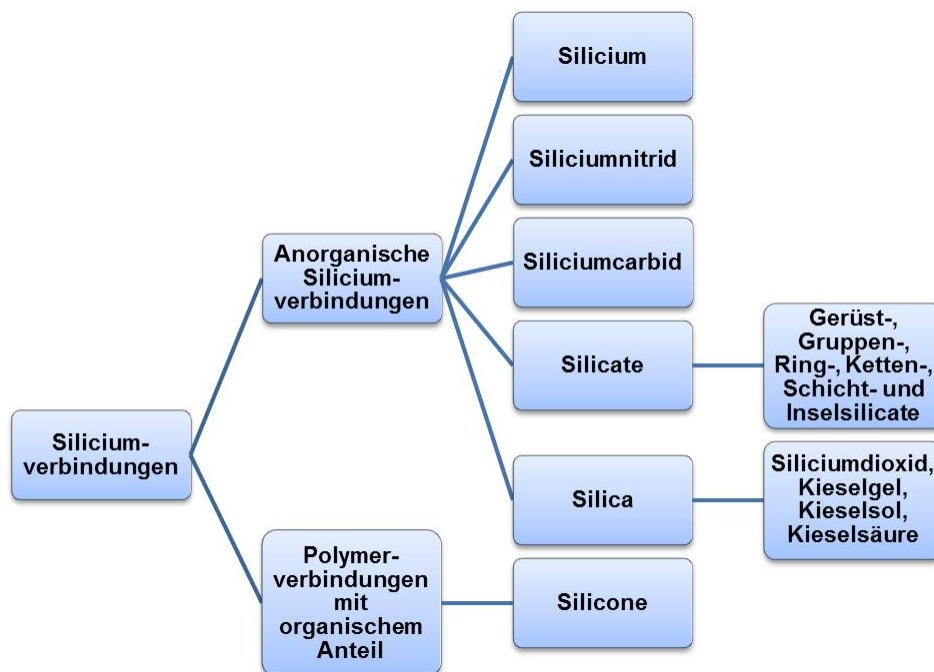 Silicium
Siliciumnitrid
Anorganische
Silicium-
verbindungen
Siliciumcarbid
Silicate
Gerüst-,
Gruppen-,
Ring-, Ketten-,
Schicht- und
Inselsilicate
Silicium-
verbindungen
Silica
Siliciumdioxid,
Kieselgel,
Kieselsol,
Kieselsäure
Polymer-
verbindungen
mit
organischem
Anteil
Silicone